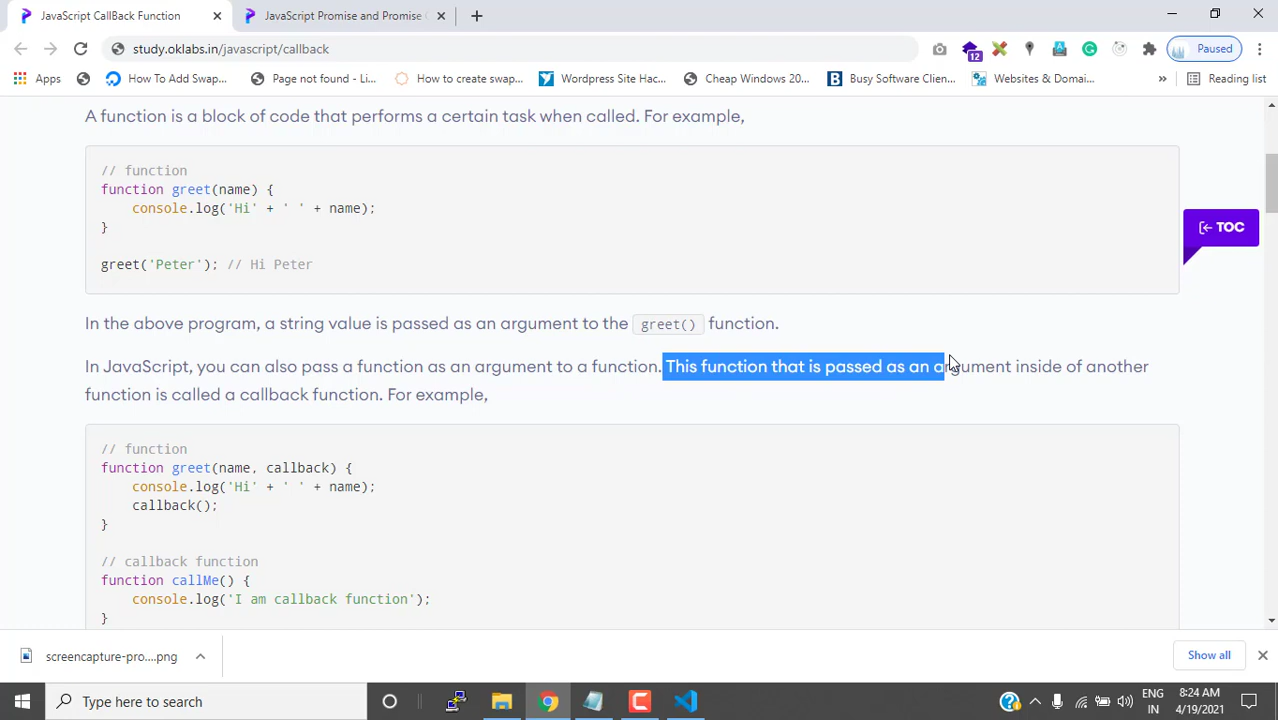 JavaScript CallBack Function
JavaScript Promise and Promise
study.oklabs.in/javascript/callback
12
Paused
Apps
How To Add Swap...
Page not found - Li...
How to create swap...
Wordpress Site Hac...
Cheap Windows 20...
Busy Software Clien...
Websites & Domai...
»
Reading list
A function is a block of code that performs a certain task when called. For example,
// function
function greet(name) {
console.log('Hi' + ' ' + name);
}
greet('Peter'); // Hi Peter
TOC
In the above program, a string value is passed as an argument to the greet() function.
In JavaScript, you can also pass a function as an argument to a function. This function that is passed as an argument inside of another
function is called a callback function. For example,
// function
function greet(name, callback) {
console.log('Hi' + ' ' + name);
callback();
}
// callback function
function callMe() {
console.log('I am callback function');
}
screencapture-pro....png
Show all
Type here to search
ENG
IN
8:24 AM
4/19/2021